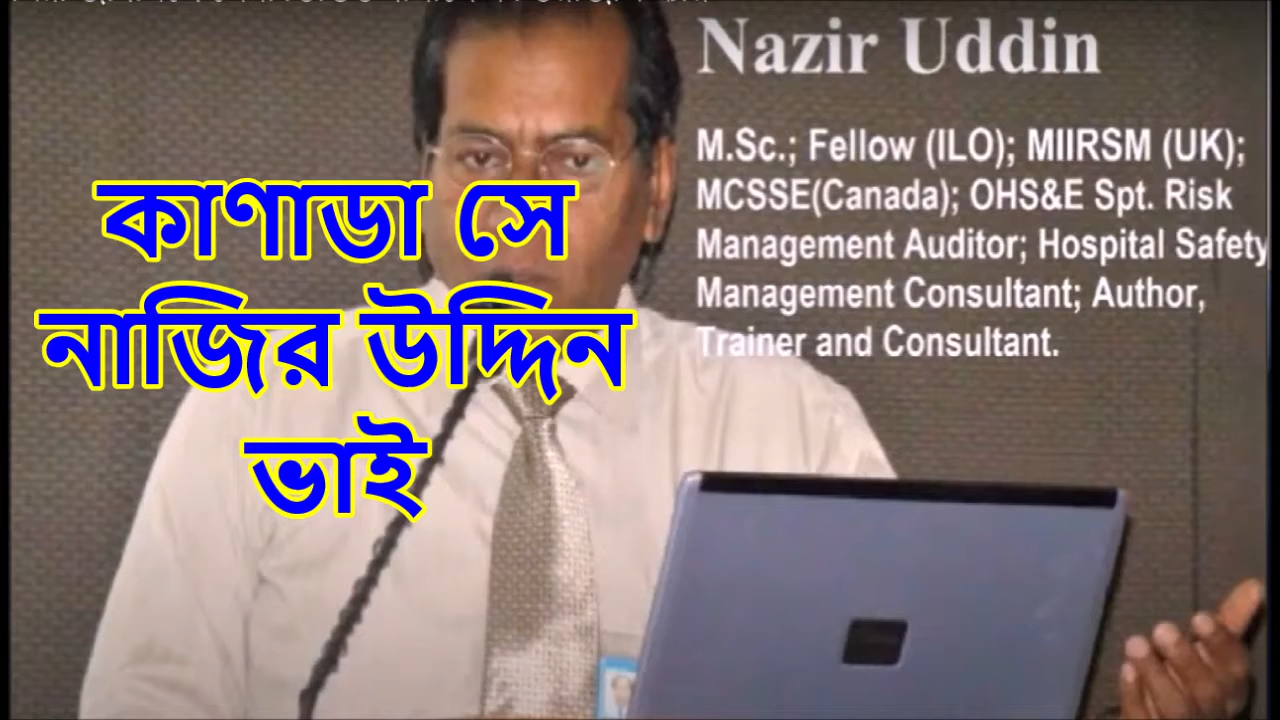 Nazir Uddin
M.Sc.; Fellow (ILO); MIIRSM (UK);
MCSSE(Canada); OHS&E Spt. Risk
Management Auditor; Hospital Safety
Management Consultant; Author,
Trainer and Consultant.
কাণাডা সে
নাজির উদ্দিন
ভাই